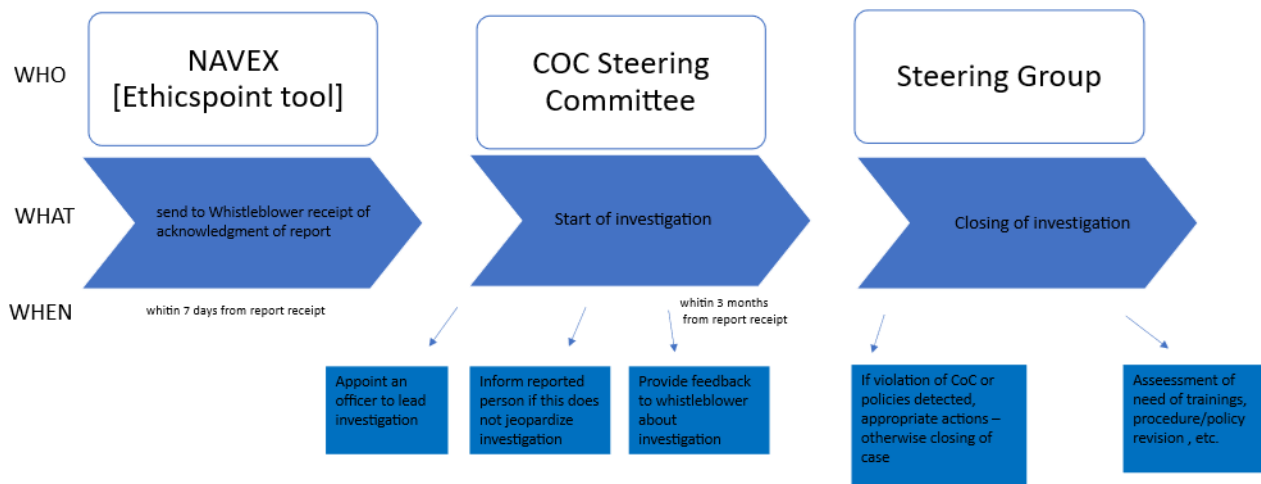 WHO
NAVEX
[Ethicspoint tool]
COC Steering
Committee
Steering Group
WHAT
send to Whistleblower receipt of
acknowledgment of report
Start of investigation
Closing of investigation
WHEN
whitin 7 days from report receipt
whitin 3 months
from report receipt
Appoint an
officer to lead
investigation
Inform reported
person if this does
not jeopardize
investigation
Provide feedback
to whistleblower
about
investigation
If violation of CoC or
policies detected,
appropriate actions –
otherwise closing of
case
Asseessment of
need of trainings,
procedure/policy
revision , etc.